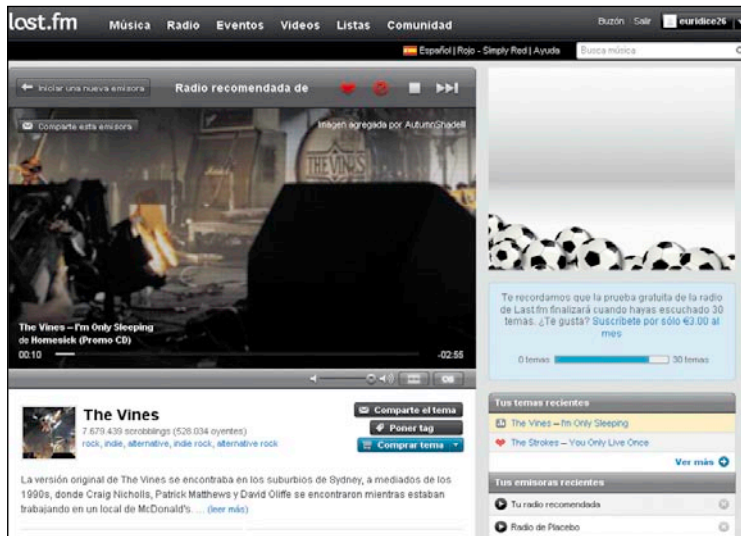 lost.fm
Música Radio Eventos Videos Listas Comunidad
Buzón Salir euridice26
Español | Rojo - Simply Red | Ayuda
Busca música
Iniciar una nueva emisora
Radio recomendada de
Comparte esta emisora
Imagen agregada por AutumnShadeIII
THE VINES
The Vines – I'm Only Sleeping
de Homesick (Promo CD)
00:10
-02:55
The Vines
7.679.439 scrobblings (528.034 oyentes)
rock, indie, alternative, indie rock, alternative rock
Comparte el tema
Poner tag
Comprar tema
La versión original de The Vines se encontraba en los suburbios de Sydney, a mediados de los
1990s, donde Craig Nicholls, Patrick Matthews y David Oliffe se encontraron mientras estaban
trabajando en un local de McDonald's. ... (leer más)
Te recordamos que la prueba gratuita de la radio
de Last.fm finalizará cuando hayas escuchado 30
temas. ¿Te gusta? Suscríbete por sólo €3.00 al
mes
0 temas
30 temas
Tus temas recientes
The Vines – I'm Only Sleeping
The Strokes – You Only Live Once
Ver más
Tus emisoras recientes
Tu radio recomendada
Radio de Placebo